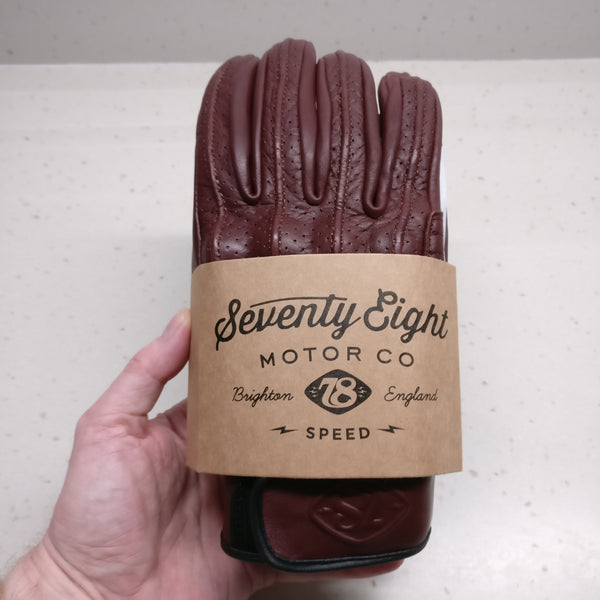 Seventy Eight
MOTOR CO
Brighton 78 England
SPEED